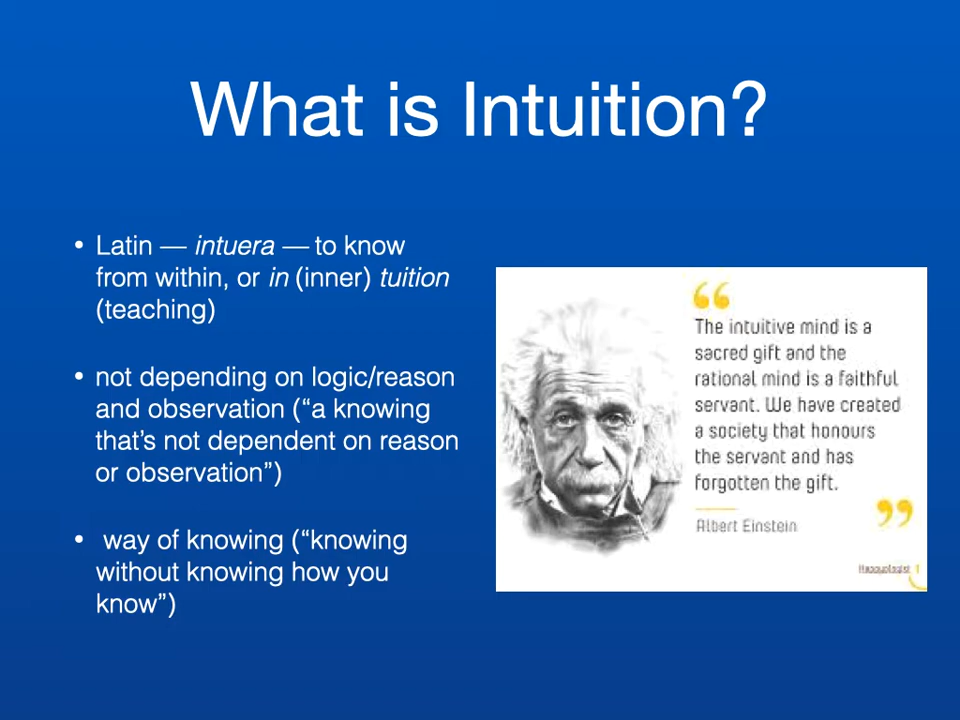 What is Intuition?
• Latin — intuera — to know
from within, or in (inner) tuition
(teaching)
• not depending on logic/reason
and observation (“a knowing
that’s not dependent on reason
or observation”)
• way of knowing (“knowing
without knowing how you
know”)
“
The intuitive mind is a
sacred gift and the
rational mind is a faithful
servant. We have created
a society that honours
the servant and has
forgotten the gift.
”
Albert Einstein
Happyologist